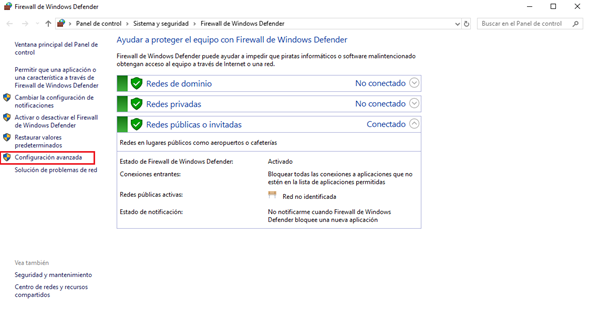 Firewall de Windows Defender
Panel de control > Sistema y seguridad > Firewall de Windows Defender
Buscar en el Panel de control
Ventana principal del Panel de
control
Permitir que una aplicación o
una característica a través de
Firewall de Windows Defender
Cambiar la configuración de
notificaciones
Activar o desactivar el Firewall
de Windows Defender
Restaurar valores
predeterminados
Configuración avanzada
Solución de problemas de red
Ayudar a proteger el equipo con Firewall de Windows Defender
Firewall de Windows Defender puede ayudar a impedir que piratas informáticos o software malintencionado
obtengan acceso al equipo a través de Internet o una red.
Redes de dominio No conectado
Redes privadas No conectado
Redes públicas o invitadas Conectado
Redes en lugares públicos como aeropuertos o cafeterías
Estado de Firewall de Windows Defender: Activado
Conexiones entrantes: Bloquear todas las conexiones a aplicaciones que no
estén en la lista de aplicaciones permitidas
Redes públicas activas: Red no identificada
Estado de notificación: No notificarme cuando Firewall de Windows
Defender bloquee una nueva aplicación
Vea también
Seguridad y mantenimiento
Centro de redes y recursos
compartidos